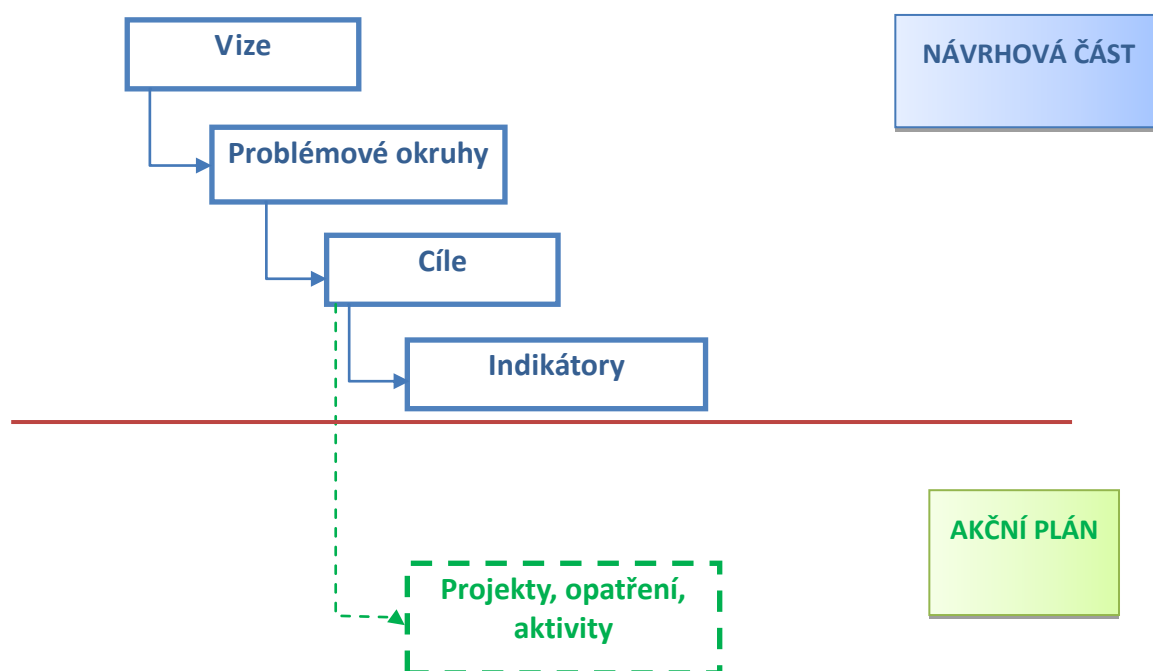 Vize
NÁVRHOVÁ ČÁST
Problémové okruhy
Cíle
Indikátory
AKČNÍ PLÁN
Projekty, opatření,
aktivity